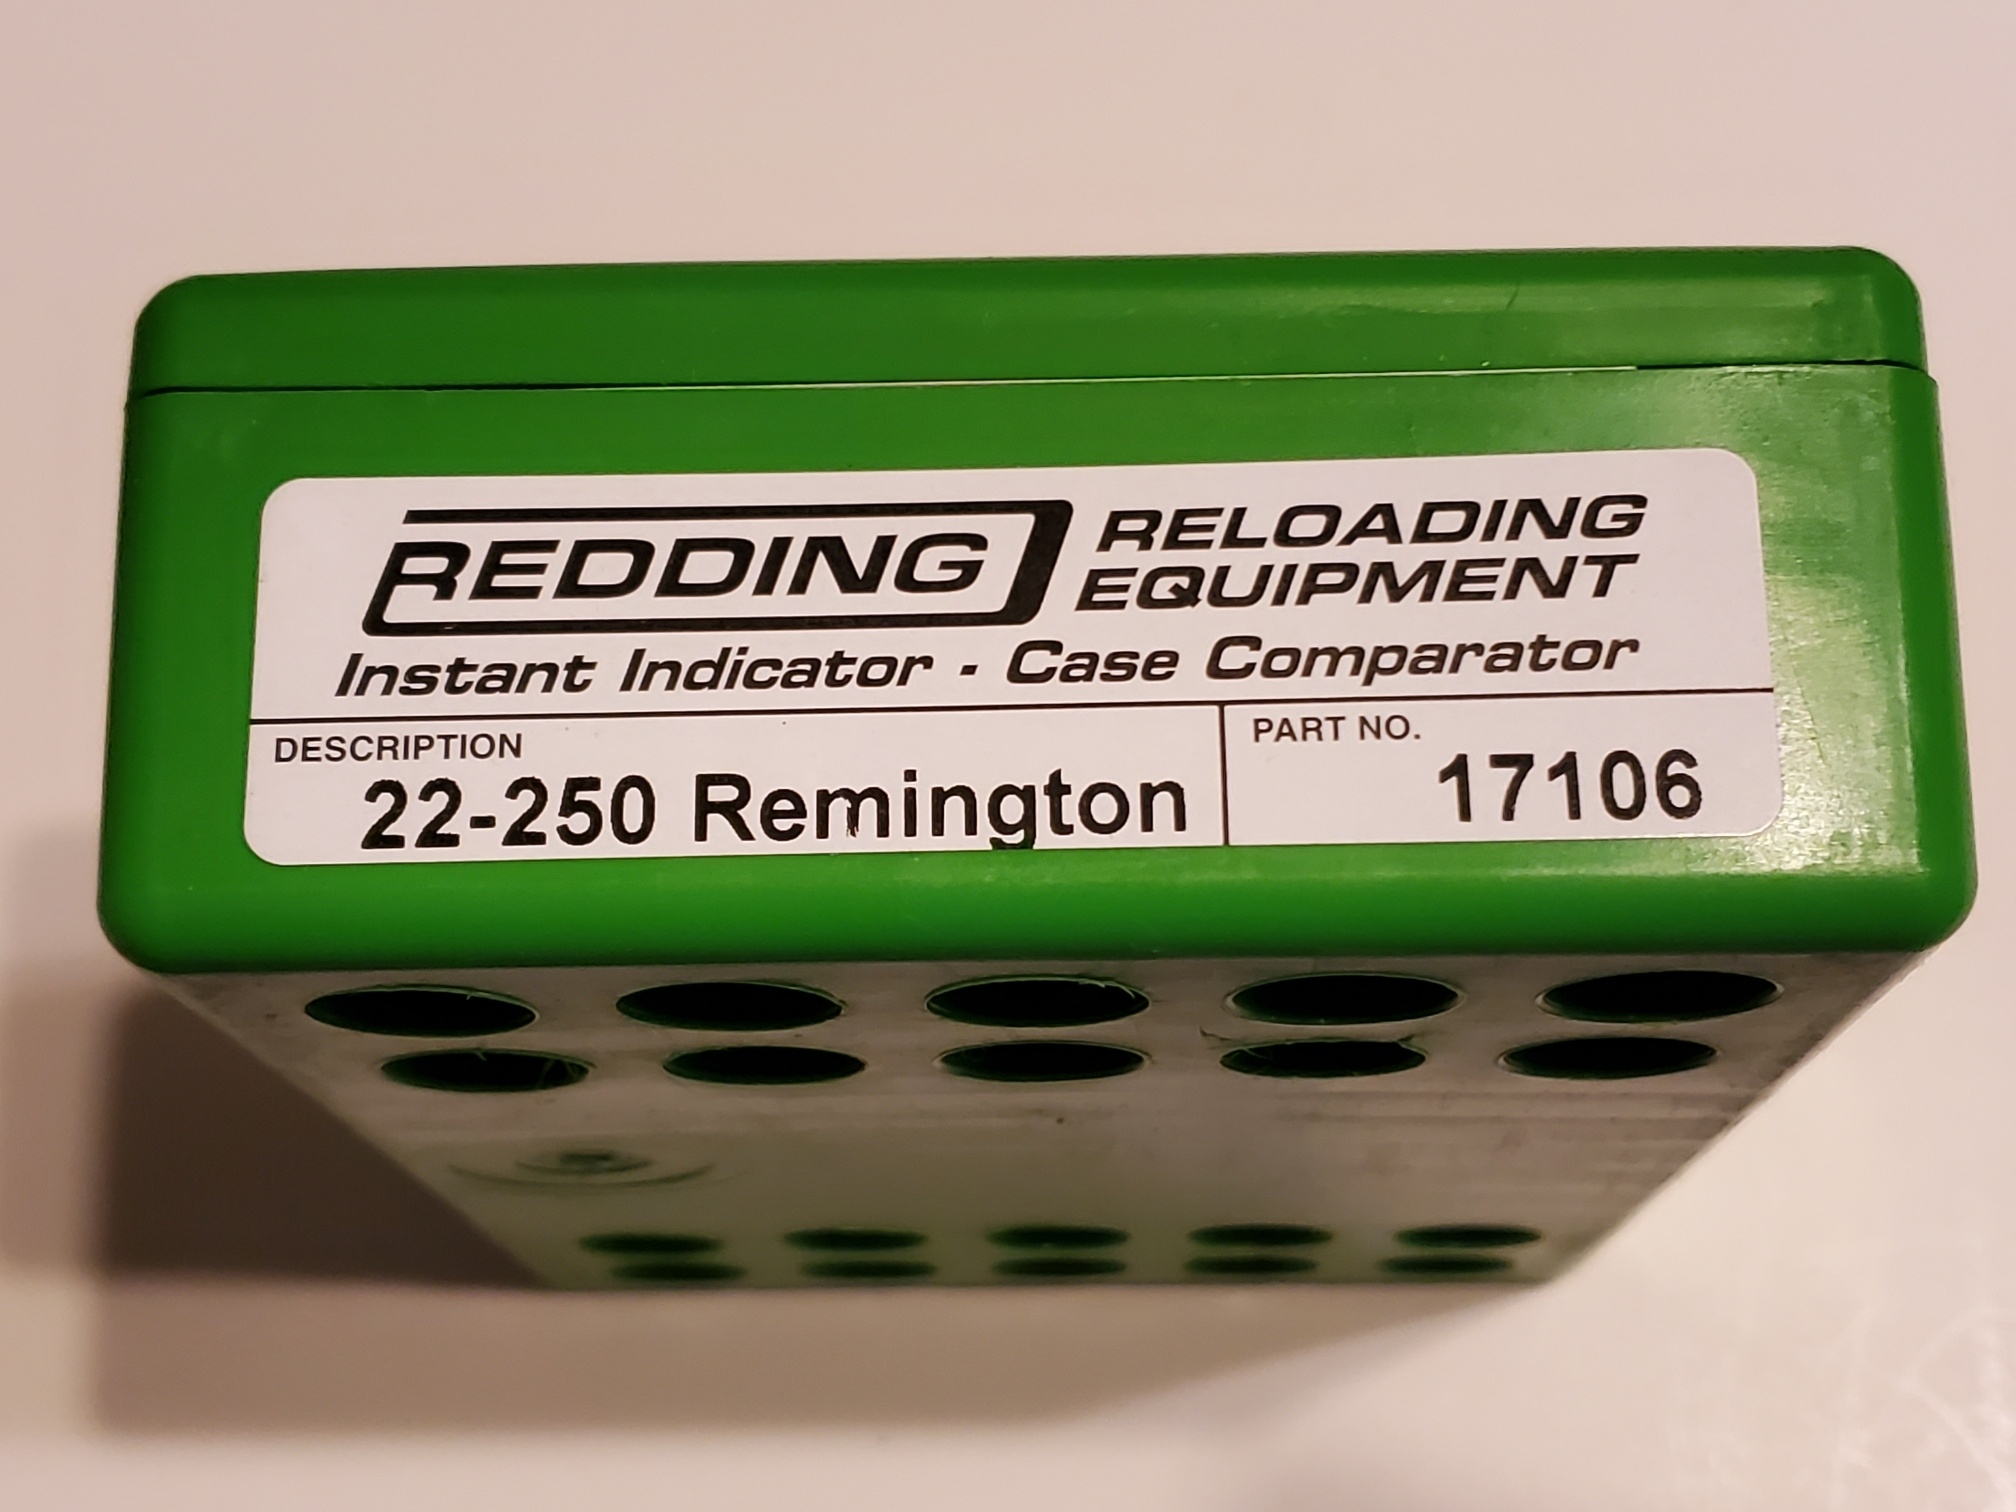 REDDING RELOADING
EQUIPMENT
Instant Indicator - Case Comparator
DESCRIPTION
22-250 Remington
PART NO.
17106